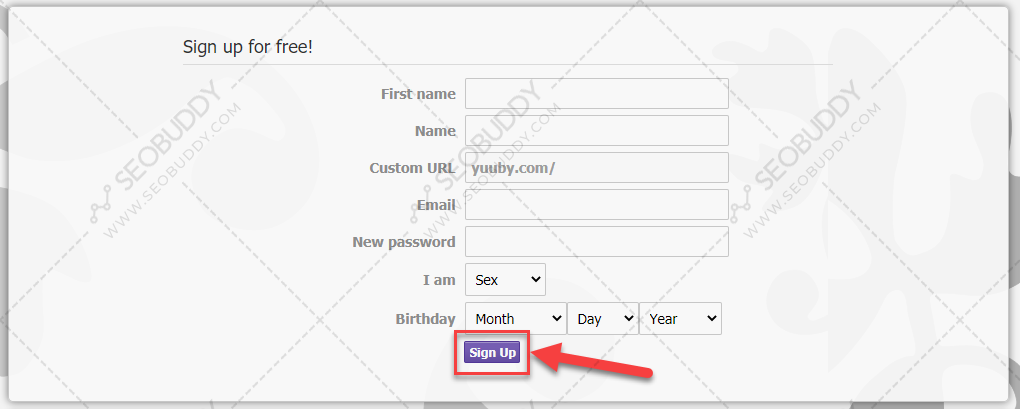 Sign up for free!
First name
Name
Custom URL yuuby.com/
Email
New password
I am Sex
Birthday Month Day Year
Sign Up
SEOBUDDY
WWW.SEOBUDDY.COM
SEOBUDDY
WWW.SEOBUDDY.COM
SEOBUDDY
WWW.SEOBUDDY.COM